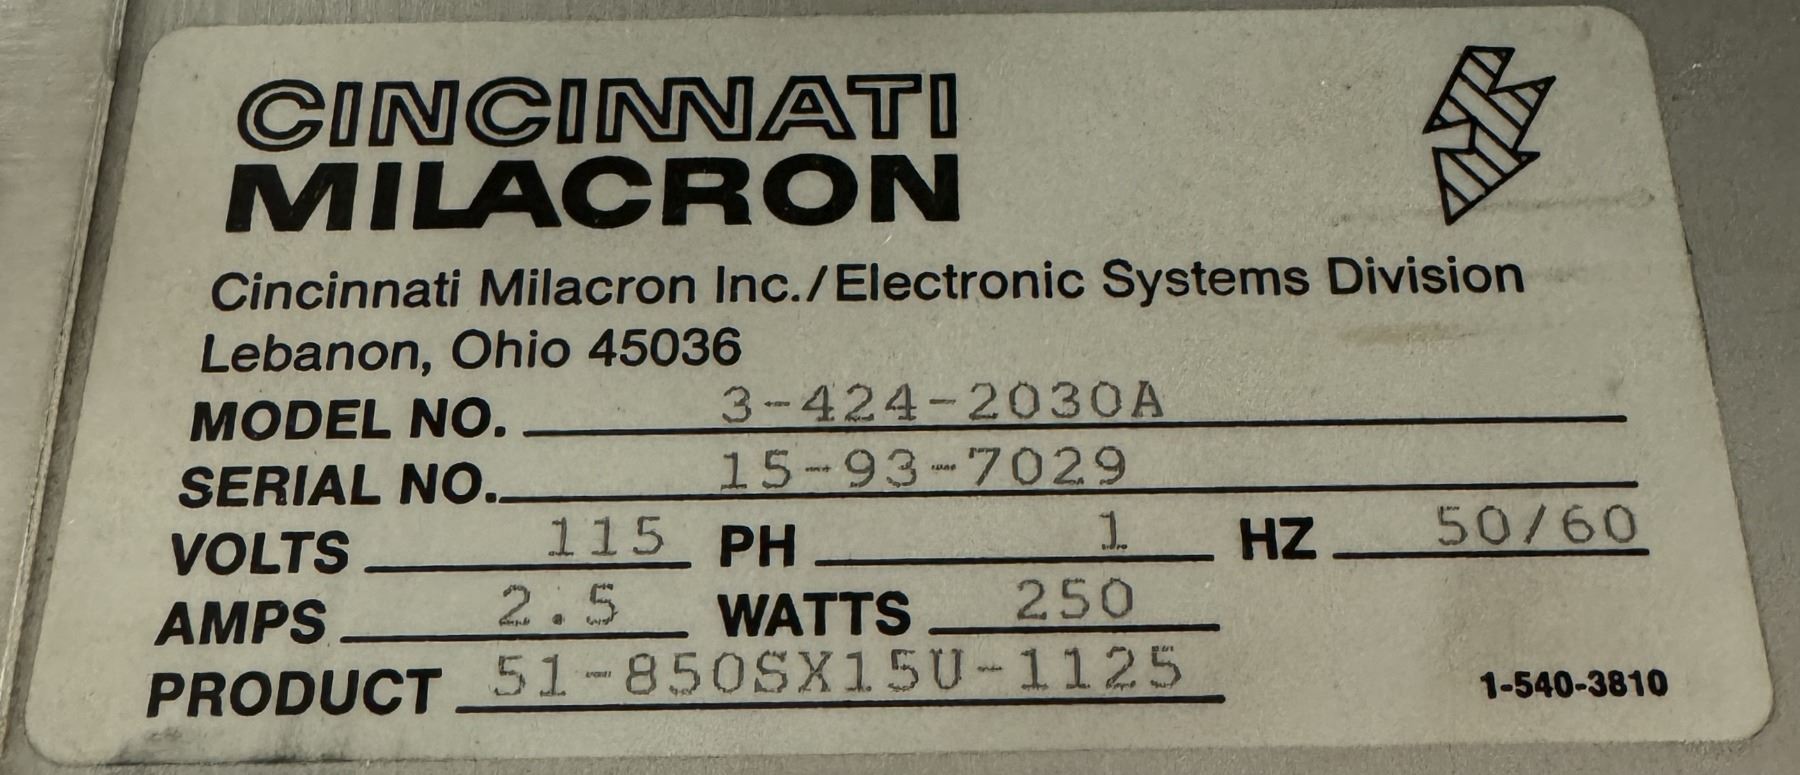 CINCINNATI
MILACRON
Cincinnati Milacron Inc./Electronic Systems Division
Lebanon, Ohio 45036
MODEL NO. 3-424-2030A
SERIAL NO. 15-93-7029
VOLTS 115 PH 1 HZ 50/60
AMPS 2.5 WATTS 250
PRODUCT 51-850SX15U-1125
1-540-3810